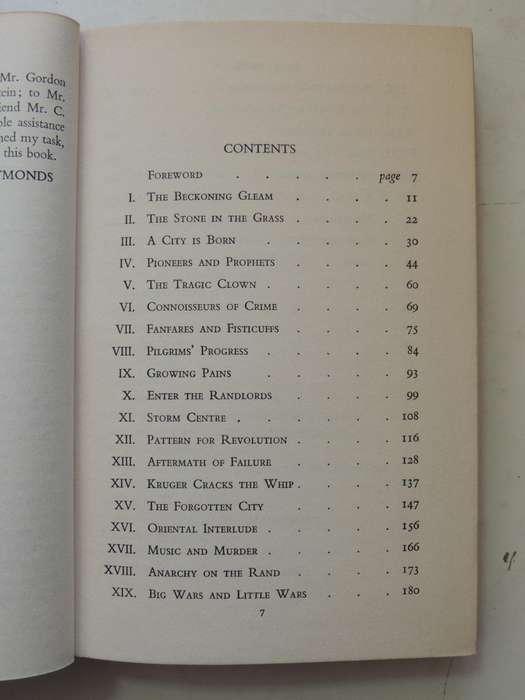 Mr. Gordon
tein; to Mr.
iend Mr. C.
ble assistance
ned my task,
this book.
YMONDS
CONTENTS
Foreword . . . . . page 7
I. The Beckoning Gleam . . . . 11
II. The Stone in the Grass . . . . 22
III. A City is Born . . . . . 30
IV. Pioneers and Prophets . . . . 44
V. The Tragic Clown . . . . . 60
VI. Connoisseurs of Crime . . . . 69
VII. Fanfares and Fisticuffs . . . . 75
VIII. Pilgrims' Progress . . . . . 84
IX. Growing Pains . . . . . 93
X. Enter the Randlords . . . . 99
XI. Storm Centre . . . . . . 108
XII. Pattern for Revolution . . . . 116
XIII. Aftermath of Failure . . . . 128
XIV. Kruger Cracks the Whip . . . . 137
XV. The Forgotten City . . . . . 147
XVI. Oriental Interlude . . . . . 156
XVII. Music and Murder . . . . . 166
XVIII. Anarchy on the Rand . . . . 173
XIX. Big Wars and Little Wars . . . 180
7